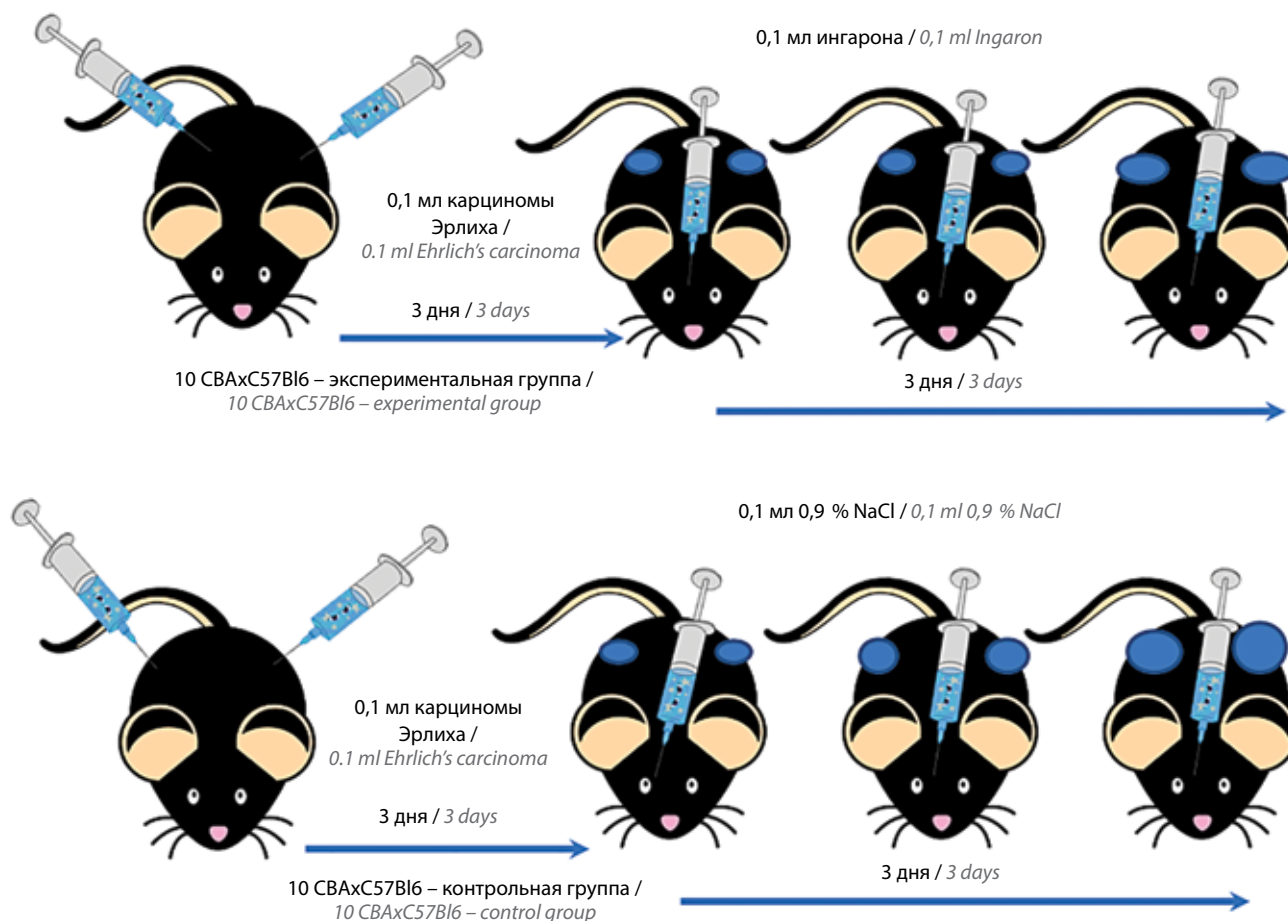 0,1 мл ингарона / 0,1 ml Ingaron
0,1 мл карциномы
Эрлиха /
0.1 ml Ehrlich's carcinoma
3 дня / 3 days
10 CBAxC57Bl6 – экспериментальная группа /
10 CBAxC57Bl6 – experimental group
3 дня / 3 days
0,1 мл 0,9 % NaCl / 0,1 ml 0,9 % NaCl
0,1 мл карциномы
Эрлиха /
0.1 ml Ehrlich's carcinoma
3 дня / 3 days
10 CBAxC57Bl6 – контрольная группа /
10 CBAxC57Bl6 – control group
3 дня / 3 days